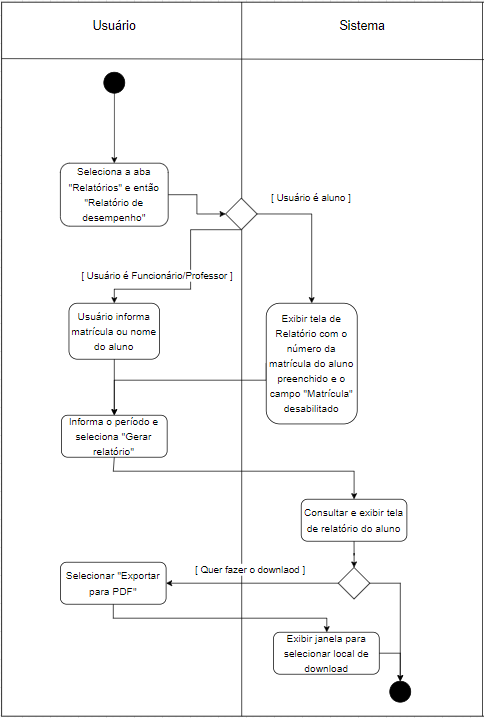 Usuário
Sistema
Seleciona a aba
"Relatórios" e então
"Relatório de
desempenho"
[ Usuário é aluno ]
[ Usuário é Funcionário/Professor ]
Usuário informa
matrícula ou nome
do aluno
Exibir tela de
Relatório com o
número da
matrícula do aluno
preenchido e o
campo "Matrícula"
desabilitado
Informa o período e
seleciona "Gerar
relatório"
Consultar e exibir tela
de relatório do aluno
[ Quer fazer o downlaod ]
Selecionar "Exportar
para PDF"
Exibir janela para
selecionar local de
download